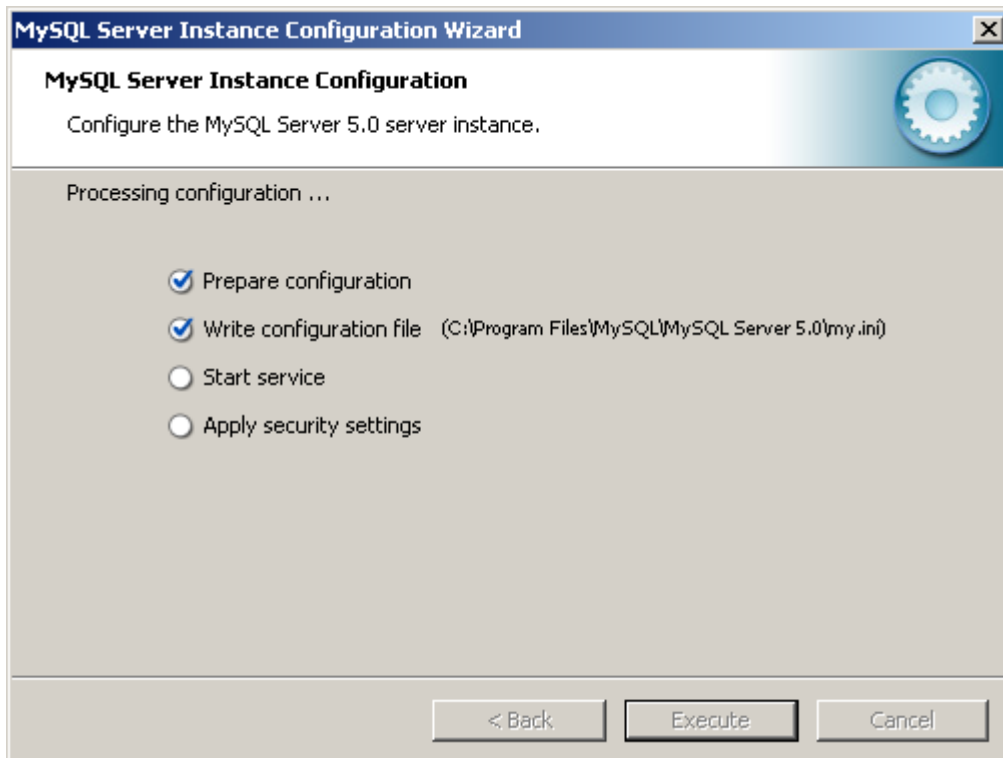 MySQL Server Instance Configuration Wizard
MySQL Server Instance Configuration
Configure the MySQL Server 5.0 server instance.
Processing configuration ...
Prepare configuration
Write configuration file (C:\Program Files\MySQL\MySQL Server 5.0\my.ini)
Start service
Apply security settings
< Back Execute Cancel